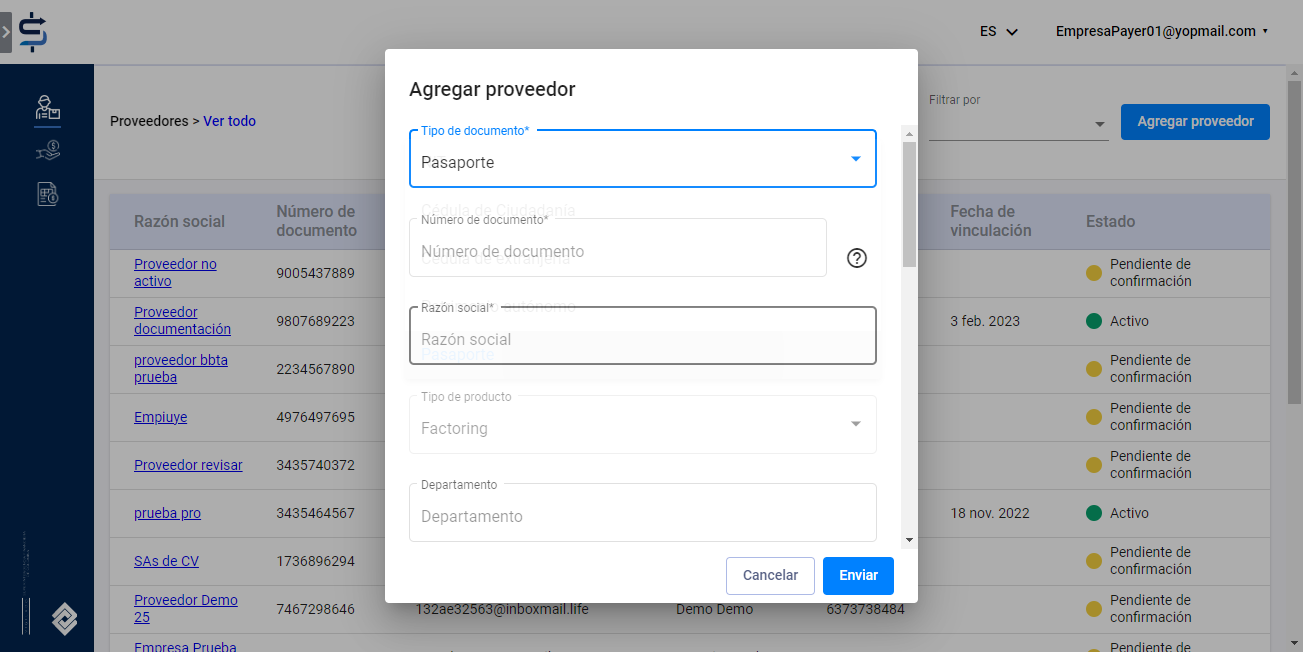 ES
EmpresaPayer01@yopmail.com
Proveedores > Ver todo
Filtrar por
Agregar proveedor
Agregar proveedor
Tipo de documento*
Pasaporte
Cédula de Ciudadanía
Número de documento*
Número de documento
Cédula de extranjería
autónomo
Razón social*
Razón social
Pasaporte
Tipo de producto
Factoring
Departamento
Departamento
Cancelar
Enviar
Razón social
Número de
documento
Fecha de
vinculación
Estado
Proveedor no
activo
9005437889
Pendiente de
confirmación
Proveedor
documentación
9807689223
3 feb. 2023
Activo
proveedor bbta
prueba
2234567890
Pendiente de
confirmación
Empiuye
4976497695
Pendiente de
confirmación
Proveedor revisar
3435740372
Pendiente de
confirmación
prueba pro
3435464567
18 nov. 2022
Activo
SAs de CV
1736896294
Pendiente de
confirmación
Proveedor Demo
25
7467298646
132ae32563@inboxmail.life
Demo Demo
6373738484
Pendiente de
confirmación
Empresa Prueba
Pendiente de